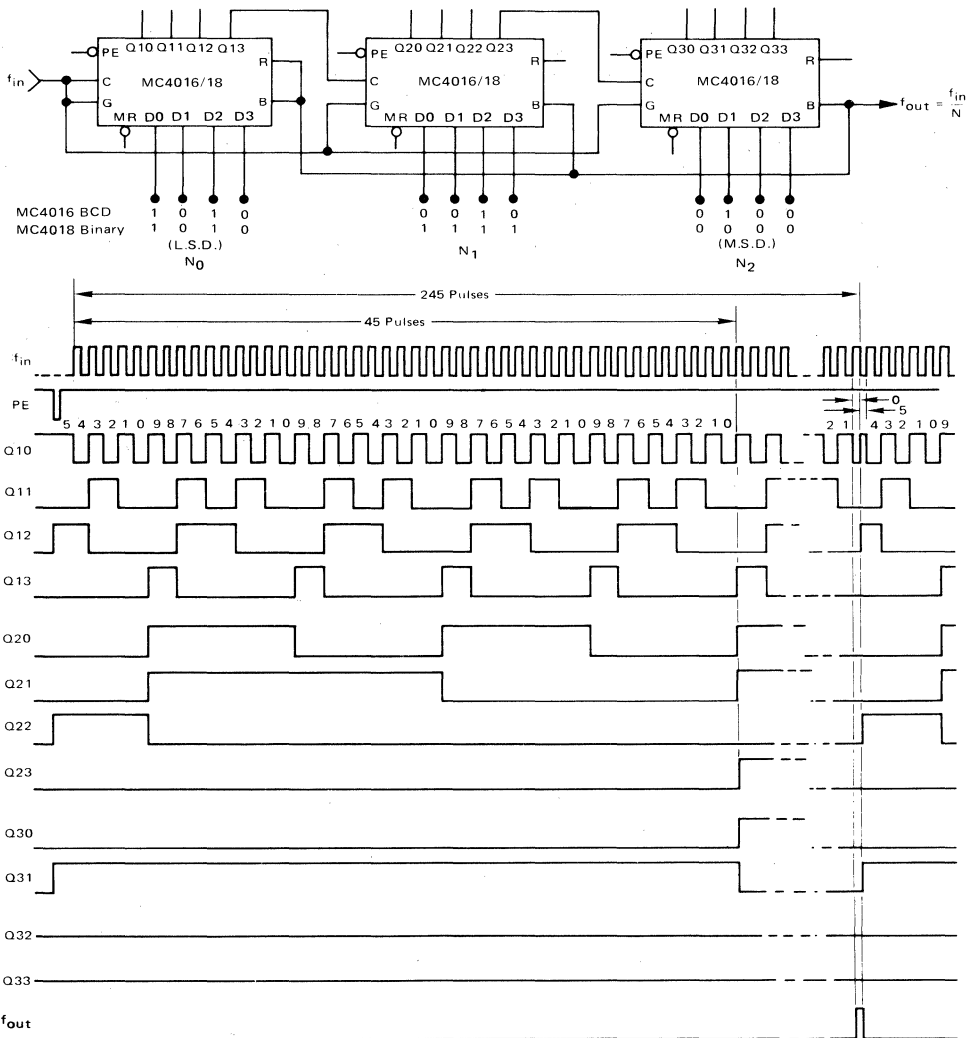 Q10 Q11 Q12 Q13
PE
R
fin
C
MC4016/18
G
B
MR D0 D1 D2 D3
Q20 Q21 Q22 Q23
PE
R
C
MC4016/18
G
B
MR D0 D1 D2 D3
Q30 Q31 Q32 Q33
PE
R
C
MC4016/18
G
B
MR D0 D1 D2 D3
fout = fin/N
MC4016 BCD 1 0 1 0 0 0 1 0 0 1 0 0
MC4018 Binary 1 0 1 0 1 1 1 1 0 0 0 0
(L.S.D.) (M.S.D.)
N0 N1 N2
245 Pulses
45 Pulses
fin
PE
0
5
5 4 3 2 1 0 9 8 7 6 5 4 3 2 1 0 9 8 7 6 5 4 3 2 1 0 9 8 7 6 5 4 3 2 1 0 9 8 7 6 5 4 3 2 1 0 2 1 4 3 2 1 0 9
Q10
Q11
Q12
Q13
Q20
Q21
Q22
Q23
Q30
Q31
Q32
Q33
fout